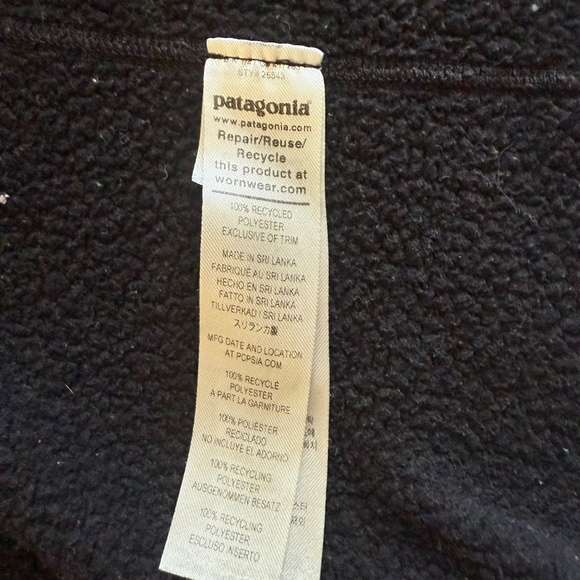 STY# 26543
patagonia®
www.patagonia.com
Repair/Reuse/
Recycle
this product at
wornwear.com
100% RECYCLED
POLYESTER
EXCLUSIVE OF TRIM
MADE IN SRI LANKA
FABRIQUÉ AU SRI LANKA
HECHO EN SRI LANKA
FATTO IN SRI LANKA
TILLVERKAD I SRI LANKA
スリランカ製
MFG DATE AND LOCATION
AT PCPSIA.COM
100% RECYCLÉ
POLYESTER
A PART LA GARNITURE
100% POLIÉSTER
RECICLADO
NO INCLUYE EL ADORNO
100% RECYCLING
POLYESTER
AUSGENOMMEN BESATZ
100% RECYCLING
POLYESTER
ESCLUSO INSERTO